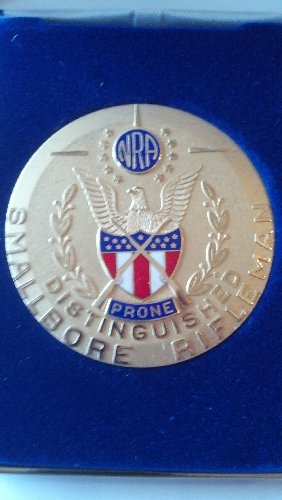 NRA
PRONE
DISTINGUISHED
SMALLBORE RIFLEMAN